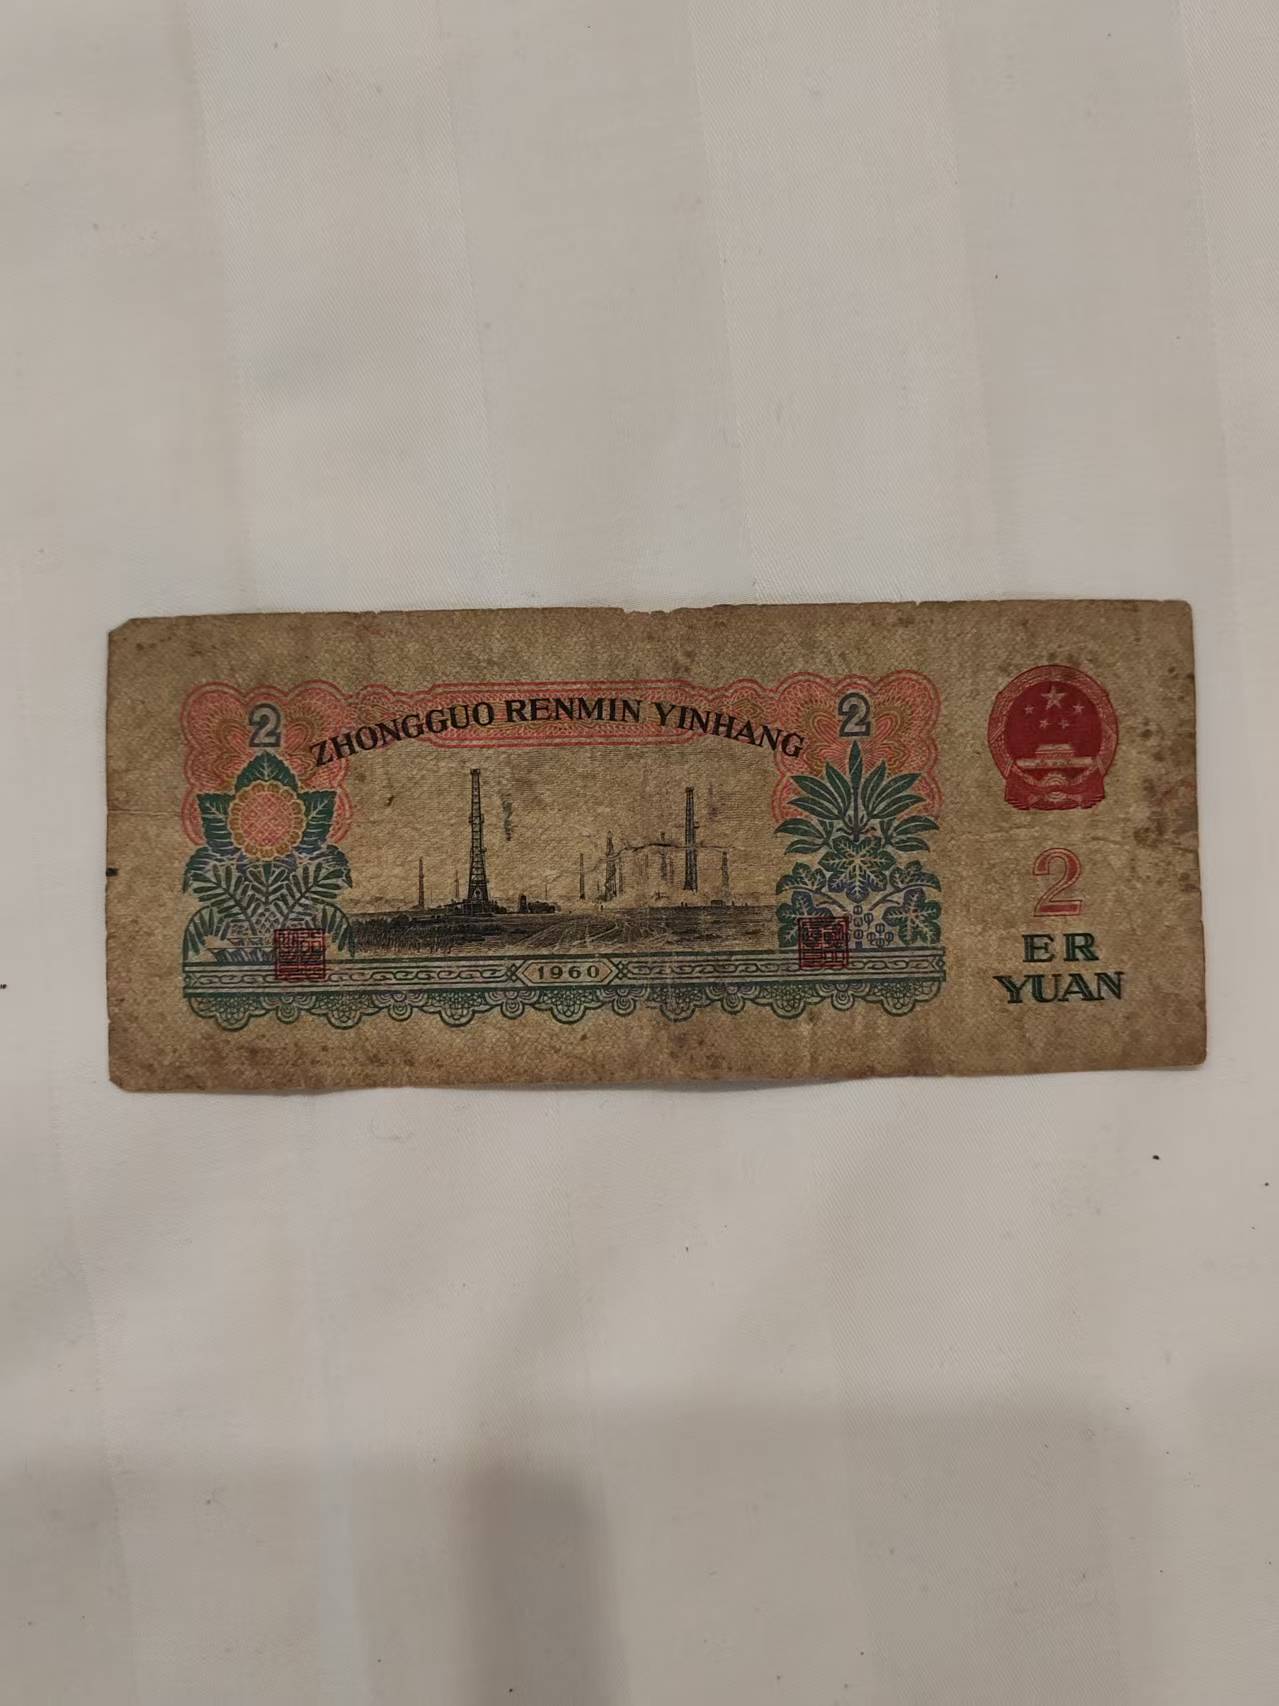 2 ZHONGGUO RENMIN YINHANG 2
1960
2
ER
YUAN